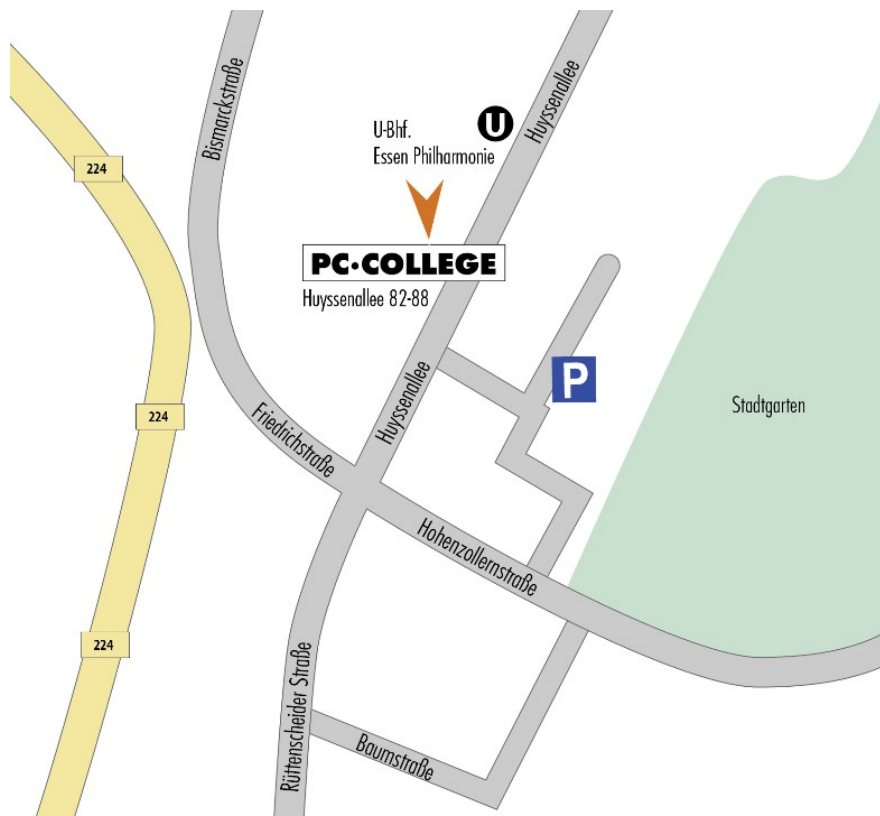 Bismarckstraße
Huyssenallee
U
U-Bhf.
Essen Philharmonie
224
PC·COLLEGE
Huyssenallee 82-88
P
Huyssenallee
Stadtgarten
224
Friedrichstraße
Hohenzollernstraße
224
Rüttenscheider Straße
Baumstraße